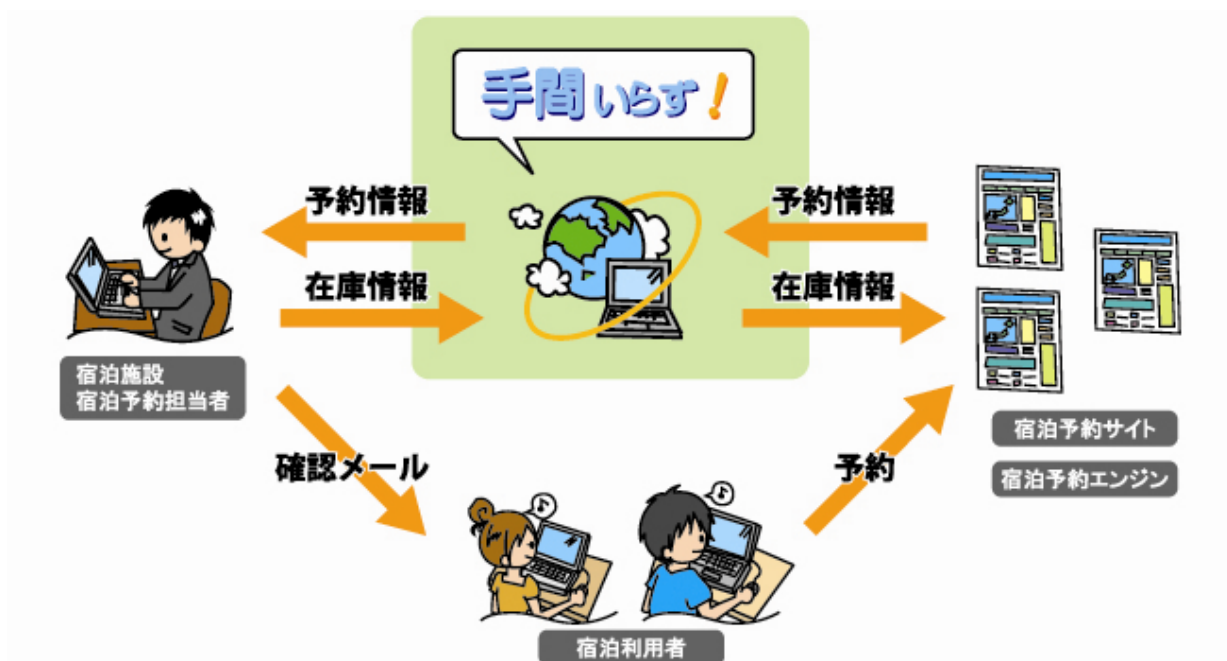 手間いらず!
予約情報
予約情報
在庫情報
在庫情報
宿泊施設
宿泊予約担当者
宿泊予約サイト
宿泊予約エンジン
確認メール
予約
宿泊利用者